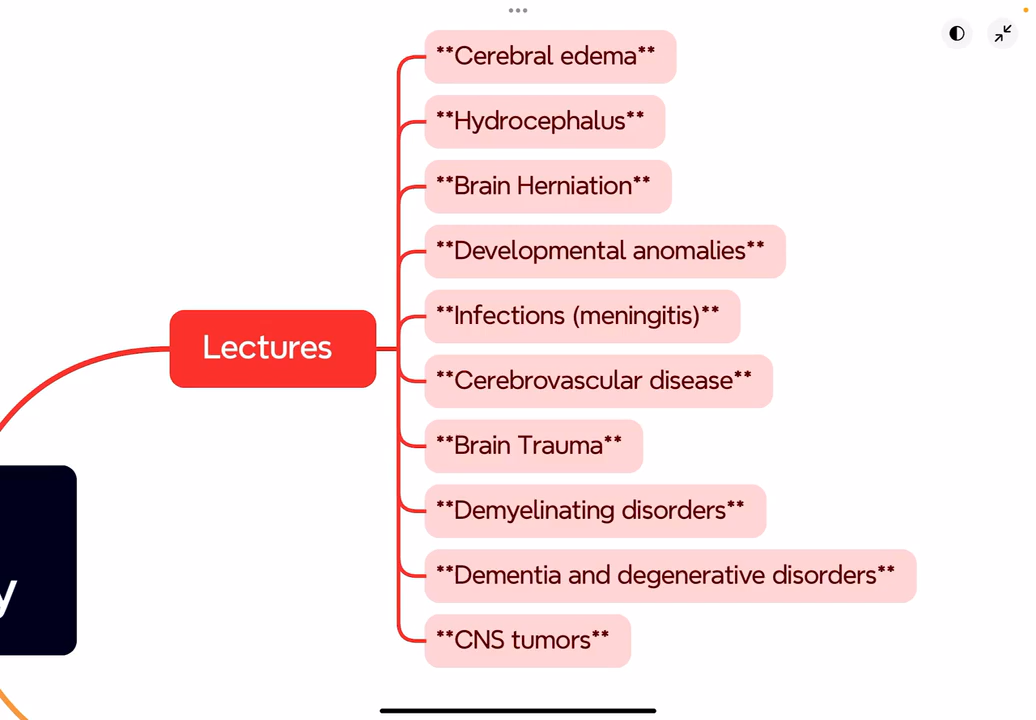 **Cerebral edema**
**Hydrocephalus**
**Brain Herniation**
**Developmental anomalies**
**Infections (meningitis)**
Lectures
**Cerebrovascular disease**
**Brain Trauma**
**Demyelinating disorders**
**Dementia and degenerative disorders**
y
**CNS tumors**